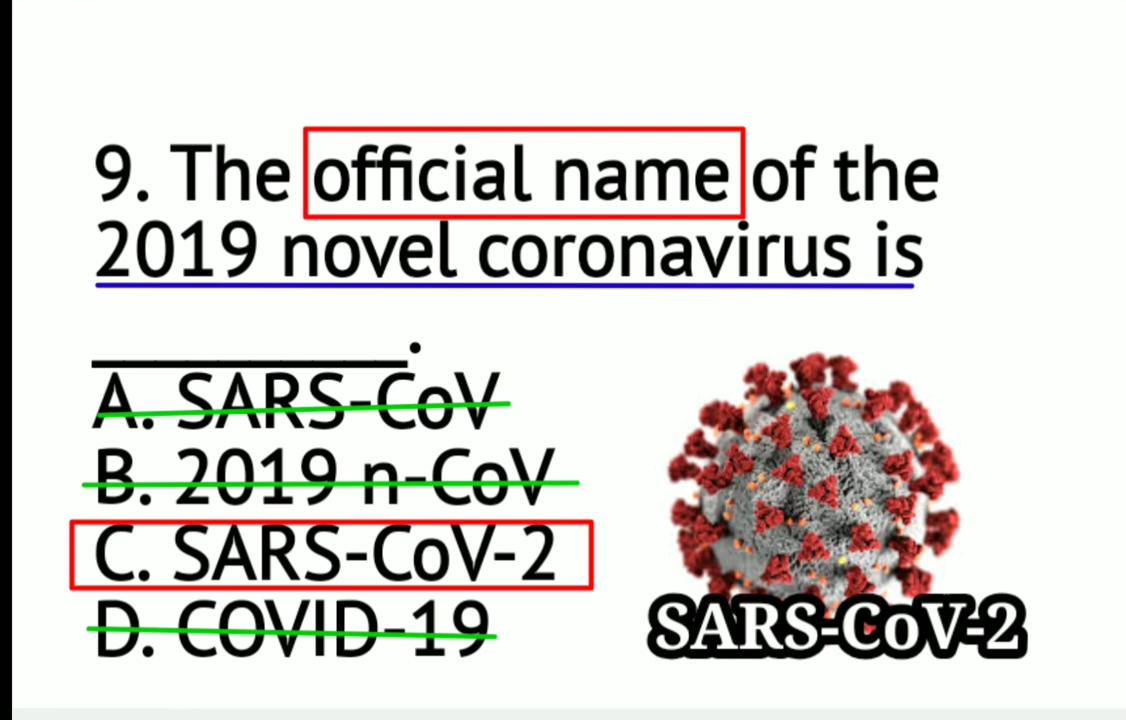 9. The official name of the
2019 novel coronavirus is
__________.
A. SARS-CoV
B. 2019 n-CoV
C. SARS-CoV-2
D. COVID-19
SARS-CoV-2